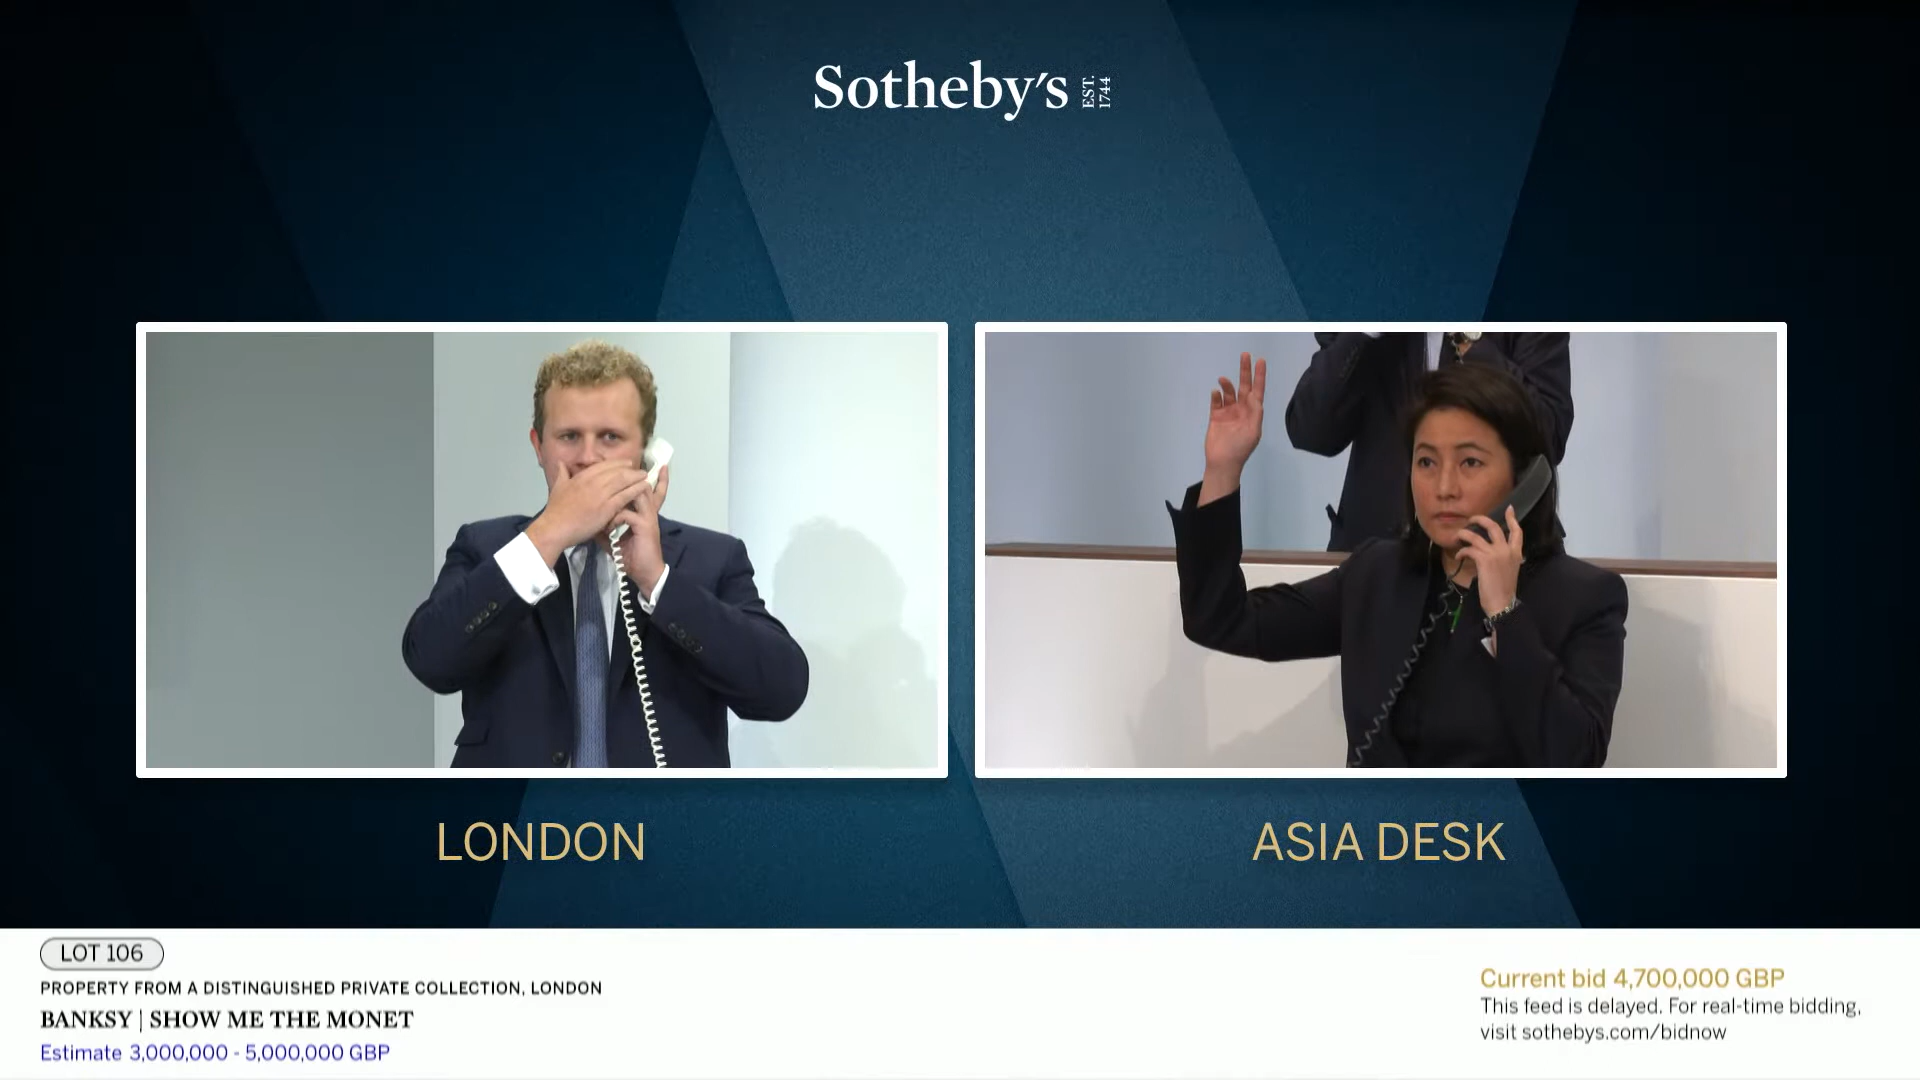 Sotheby's EST. 1744
LONDON
ASIA DESK
LOT 106
PROPERTY FROM A DISTINGUISHED PRIVATE COLLECTION, LONDON
BANKSY | SHOW ME THE MONET
Estimate 3,000,000 - 5,000,000 GBP
Current bid 4,700,000 GBP
This feed is delayed. For real-time bidding,
visit sothebys.com/bidnow